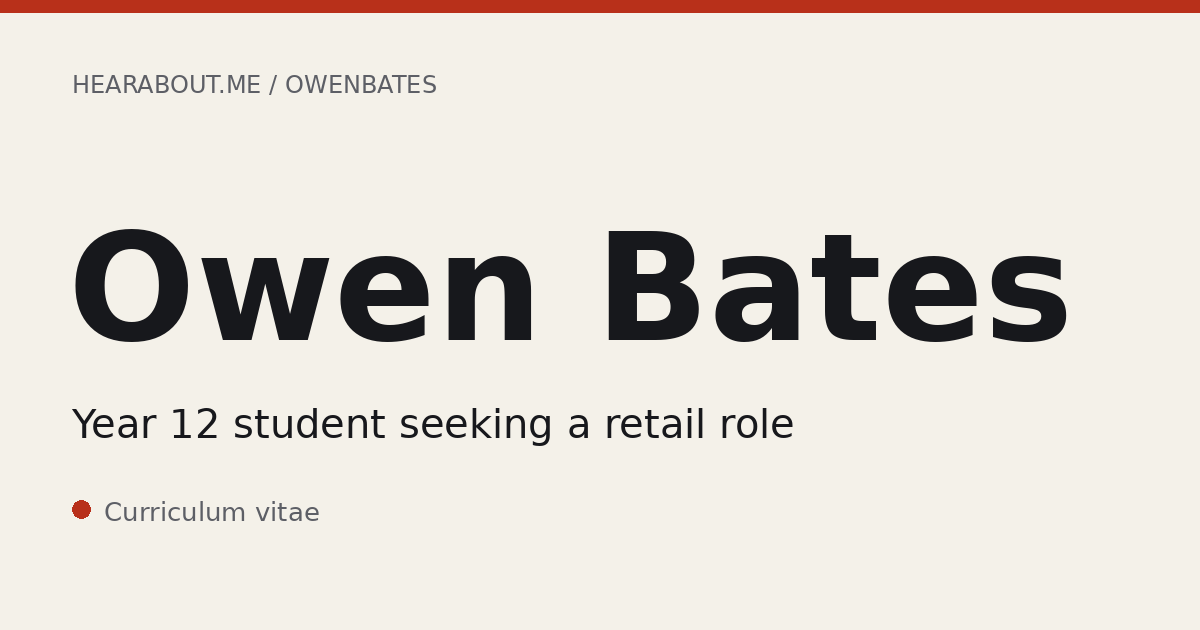 HEARABOUT.ME / OWENBATES
Owen Bates
Year 12 student seeking a retail role
Curriculum vitae